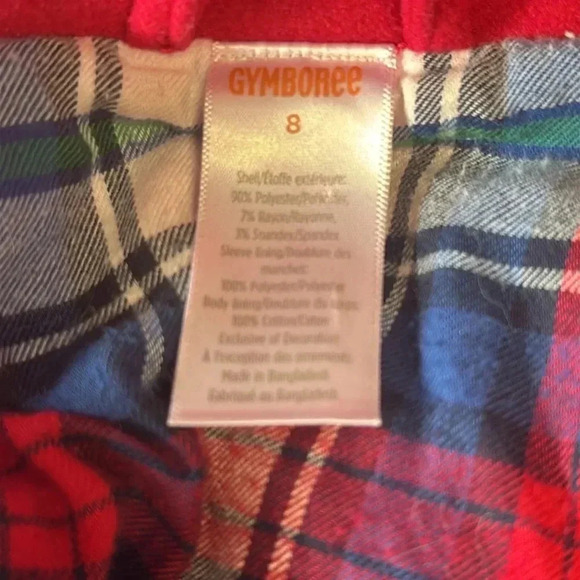 GYMBOREE
8
Shell/Étoffe extérieure:
90% Polyester/Polyester,
7% Rayon/Rayonne,
3% Spandex/Spandex
Sleeve lining/Doublure des
manches:
100% Polyester/Polyester
Body lining/Doublure du corps:
100% Cotton/Coton
Exclusive of Decoration
À l'exception des ornements
Made in Bangladesh
Fabriqué au Bangladesh